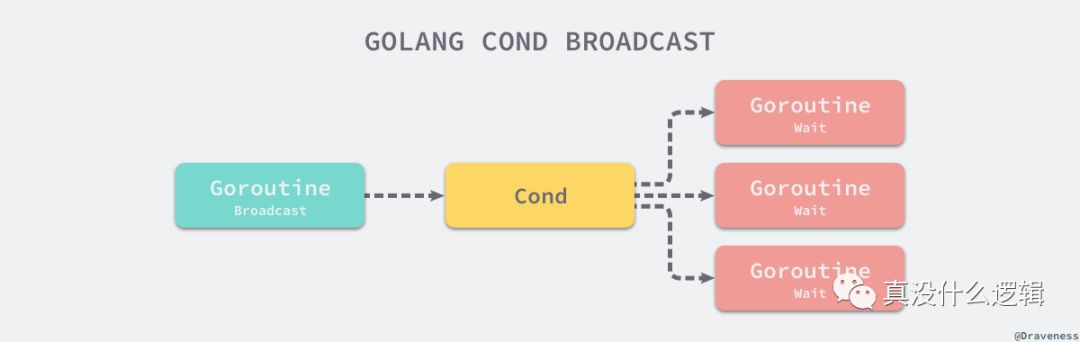 GOLANG COND BROADCAST
Goroutine
Broadcast
Cond
Goroutine
Wait
Goroutine
Wait
Goroutine
Wait
真没什么逻辑
@Draveness